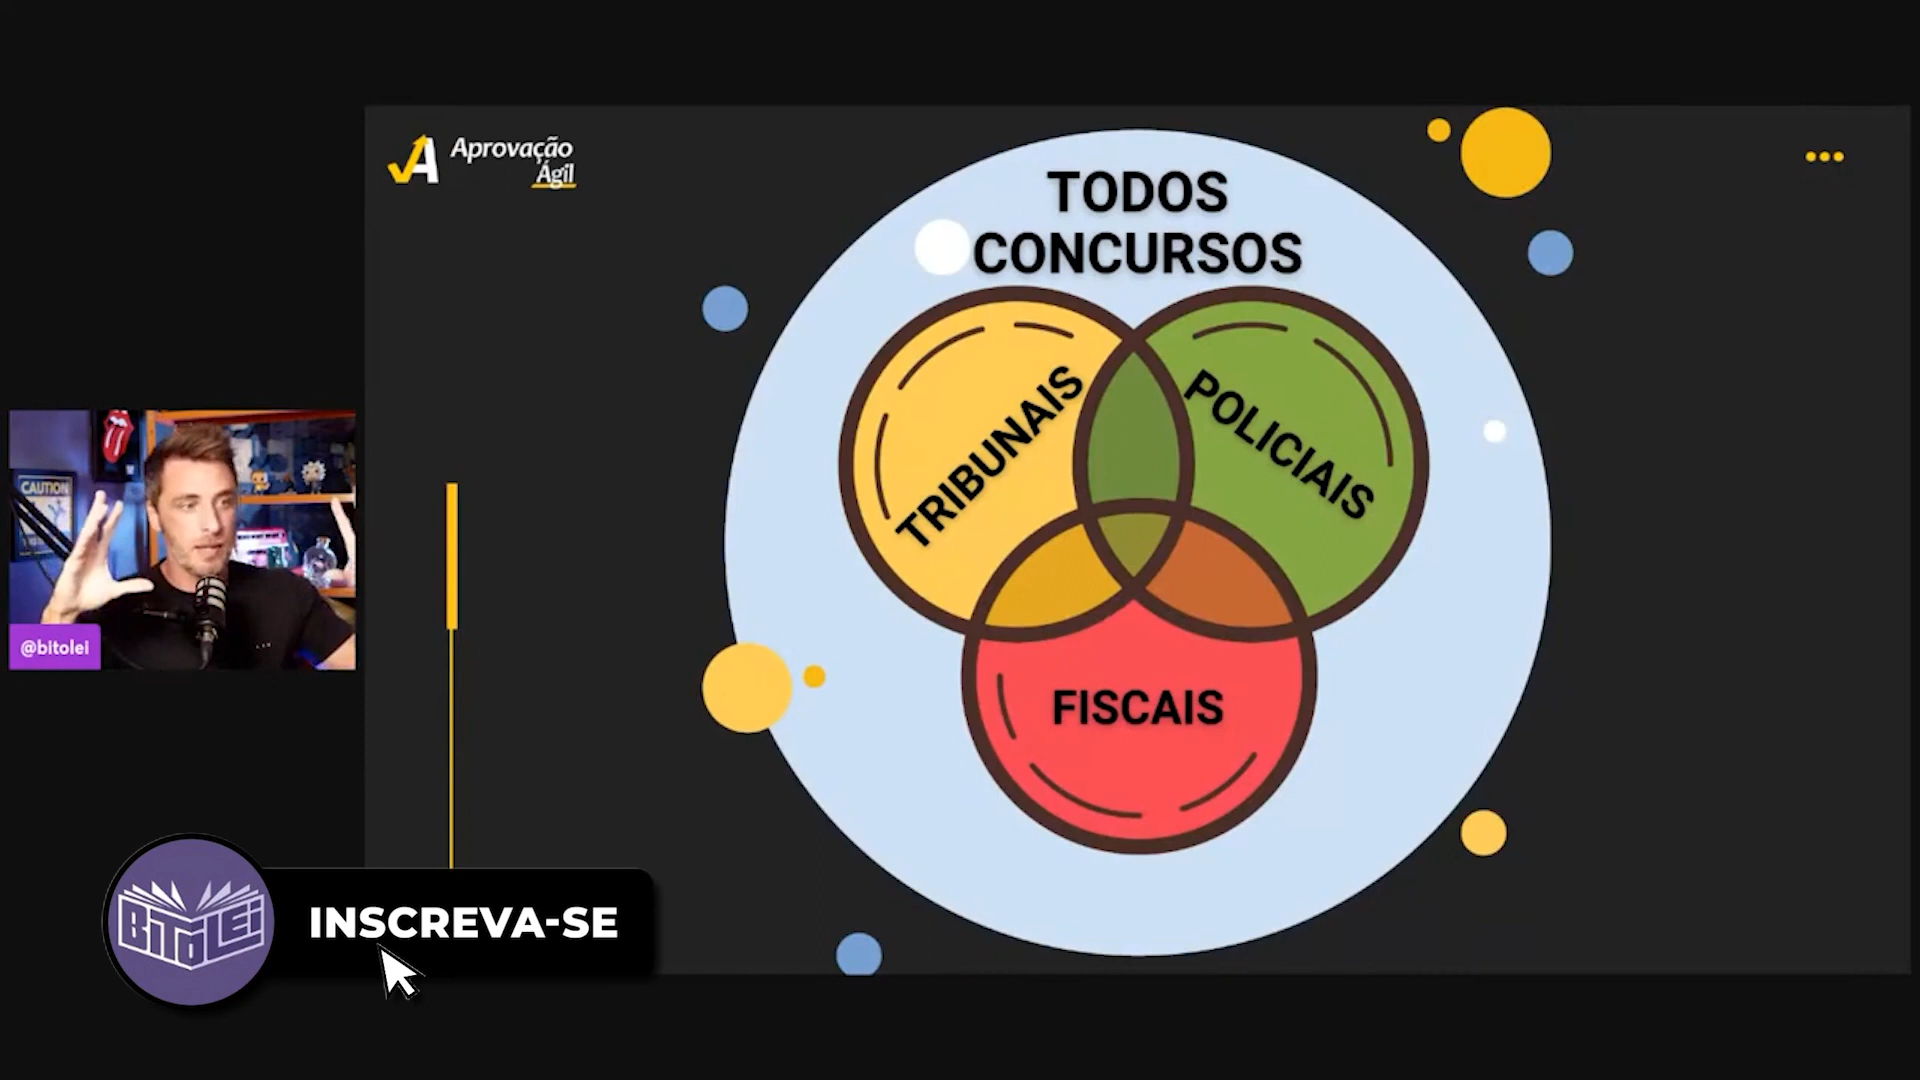 Aprovação
Ágil
TODOS
CONCURSOS
TRIBUNAIS
POLICIAIS
CAUTION
@bitolei
FISCAIS
BITOLEI
INSCREVA-SE